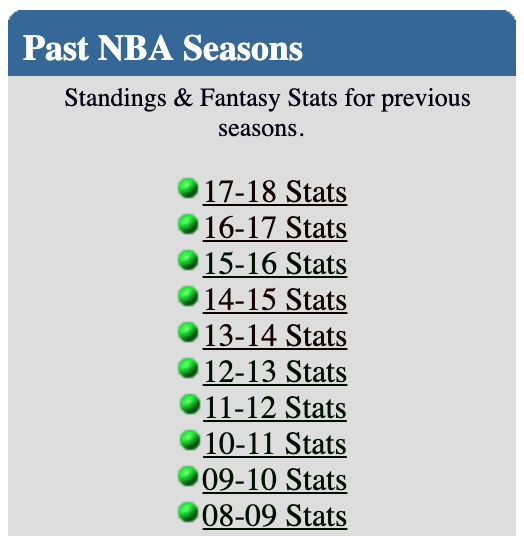 Past NBA Seasons
Standings & Fantasy Stats for previous
seasons.
17-18 Stats
16-17 Stats
15-16 Stats
14-15 Stats
13-14 Stats
12-13 Stats
11-12 Stats
10-11 Stats
09-10 Stats
08-09 Stats